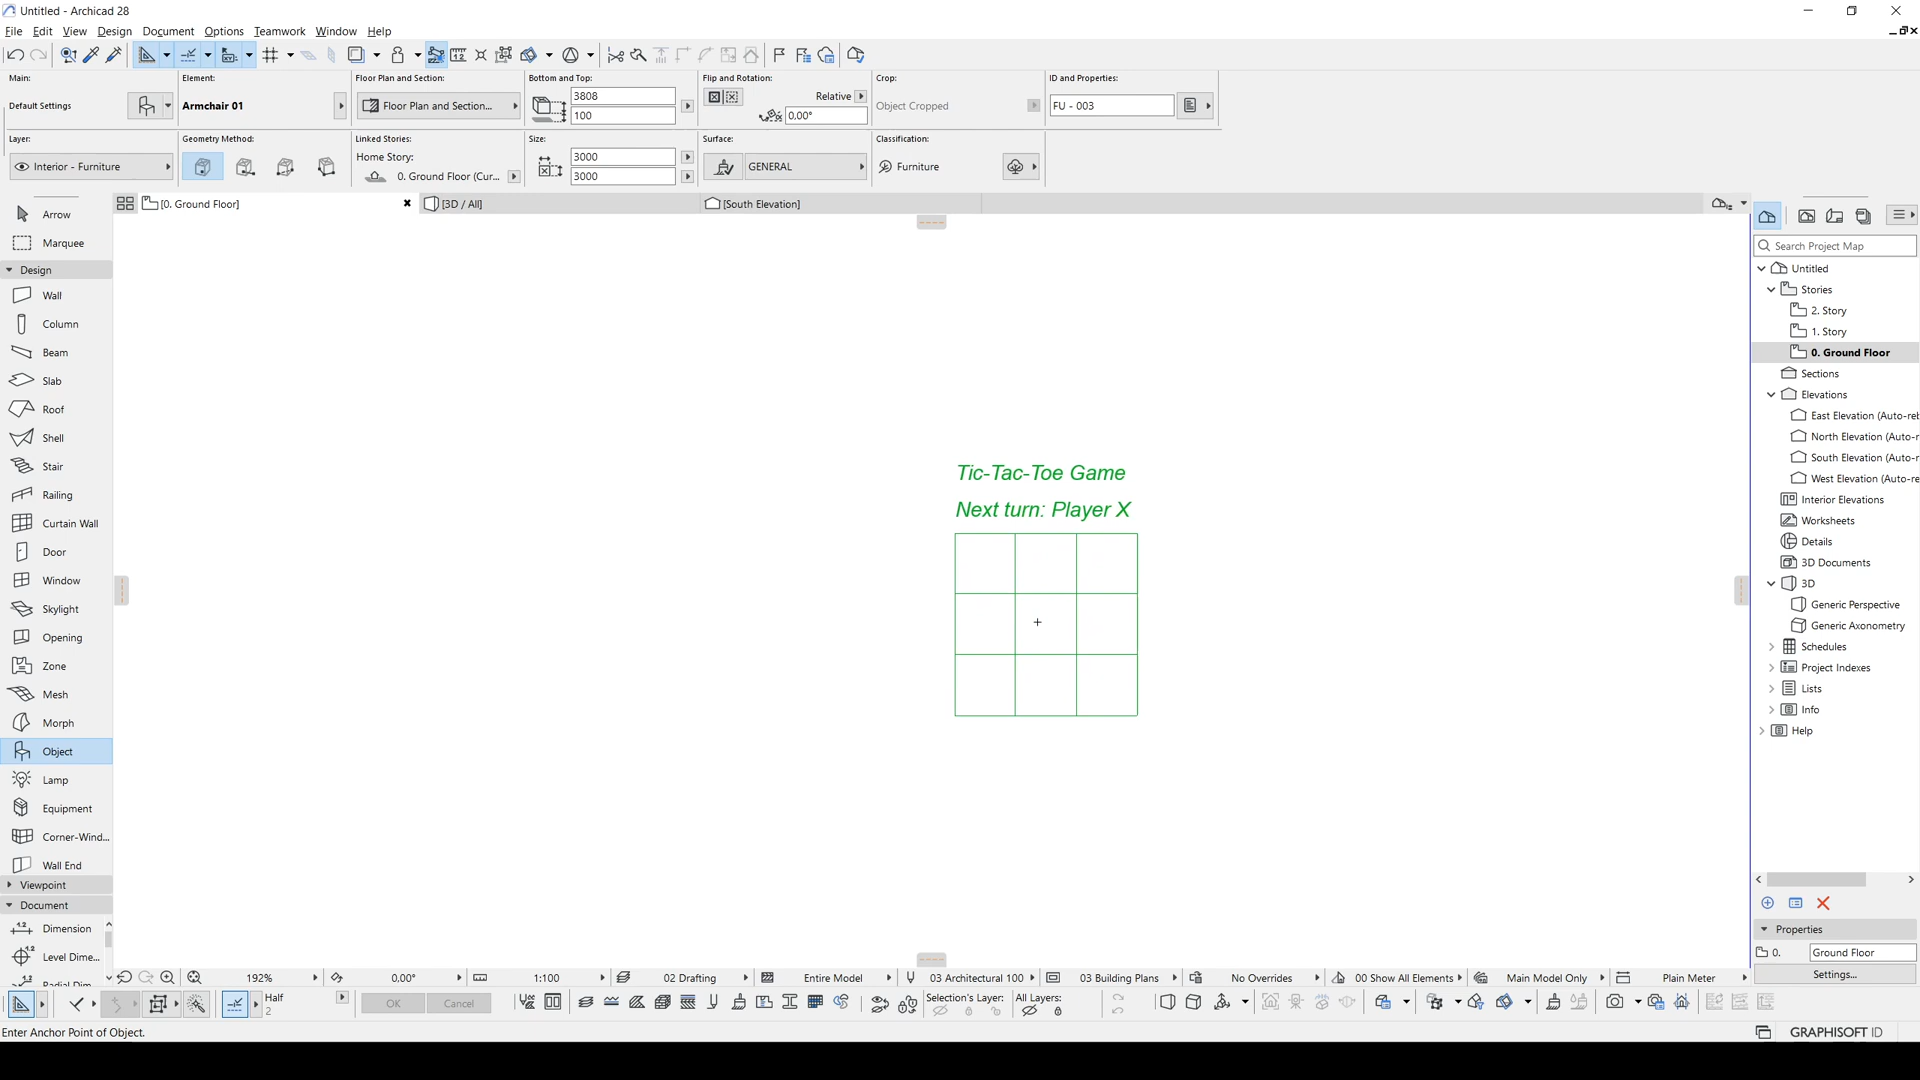 Untitled - Archicad 28
File Edit View Design Document Options Teamwork Window Help
Main: Element: Floor Plan and Section: Bottom and Top: Flip and Rotation: Crop: ID and Properties:
Default Settings Armchair 01 Floor Plan and Section... 3808 100 Relative 0.00° Object Cropped FU - 003
Layer: Geometry Method: Linked Stories: Size: Surface: Classification:
Interior - Furniture Home Story: 0. Ground Floor (Cur... 3000 3000 GENERAL Furniture
[0. Ground Floor] [3D / All] [South Elevation]
Arrow
Marquee
Design
Wall
Column
Beam
Slab
Roof
Shell
Stair
Railing
Curtain Wall
Door
Window
Skylight
Opening
Zone
Mesh
Morph
Object
Lamp
Equipment
Corner-Wind...
Wall End
Viewpoint
Document
Dimension
Level Dime...
Tic-Tac-Toe Game
Next turn: Player X
Search Project Map
Untitled
Stories
2. Story
1. Story
0. Ground Floor
Sections
Elevations
East Elevation (Auto-reb
North Elevation (Auto-r
South Elevation (Auto-r
West Elevation (Auto-re
Interior Elevations
Worksheets
Details
3D Documents
3D
Generic Perspective
Generic Axonometry
Schedules
Project Indexes
Lists
Info
Help
Properties
0. Ground Floor
Settings...
192% 0.00° 1:100 02 Drafting Entire Model 03 Architectural 100 03 Building Plans No Overrides 00 Show All Elements Main Model Only Plain Meter
Half
2
OK Cancel
Selection's Layer: All Layers:
Enter Anchor Point of Object.
GRAPHISOFT ID